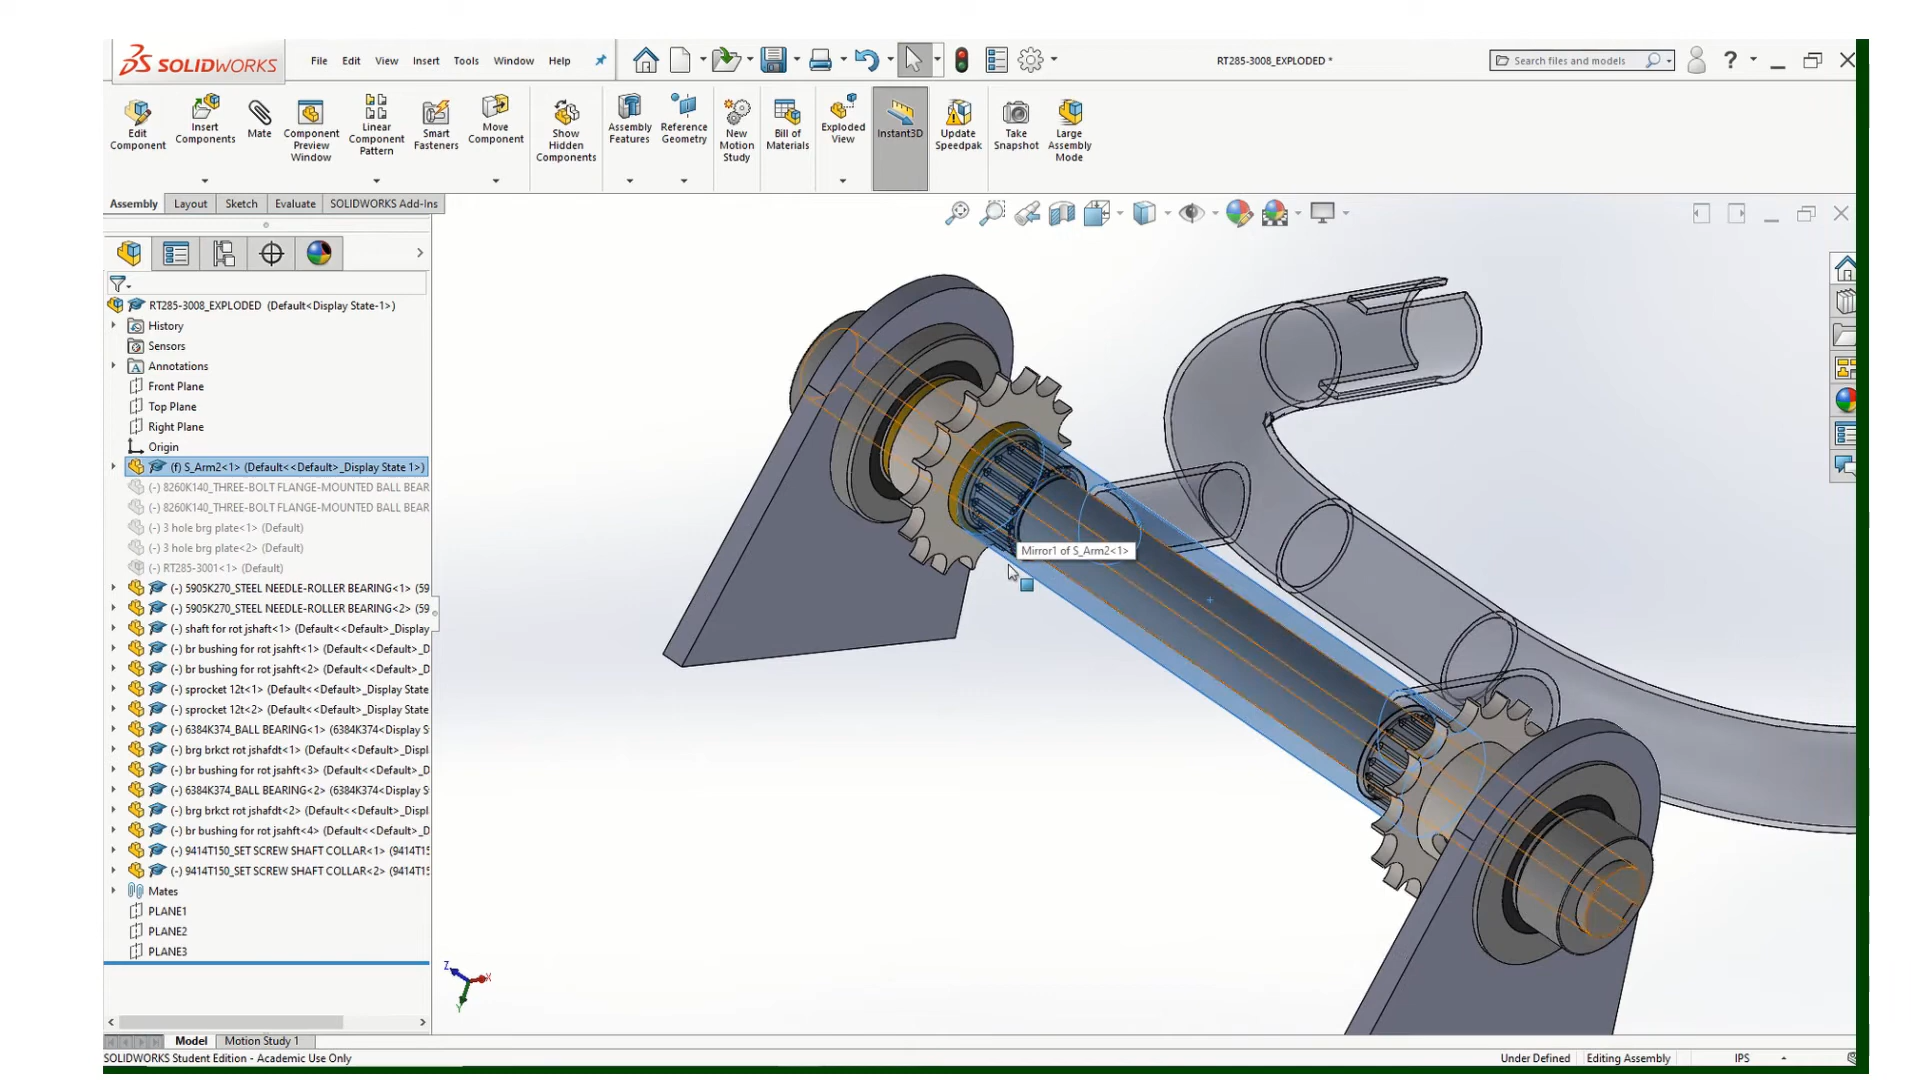 SOLIDWORKS File Edit View Insert Tools Window Help
RT285-3008_EXPLODED *
Search files and models
?
Edit Component
Insert Components
Mate
Component Preview Window
Linear Component Pattern
Smart Fasteners
Move Component
Show Hidden Components
Assembly Features
Reference Geometry
New Motion Study
Bill of Materials
Exploded View
Instant3D
Update Speedpak
Take Snapshot
Large Assembly Mode
Assembly Layout Sketch Evaluate SOLIDWORKS Add-Ins
RT285-3008_EXPLODED (Default<Display State-1>)
History
Sensors
Annotations
Front Plane
Top Plane
Right Plane
Origin
(f) S_Arm2<1> (Default<<Default>_Display State 1>)
(-) 8260K140_THREE-BOLT FLANGE-MOUNTED BALL BEAR
(-) 8260K140_THREE-BOLT FLANGE-MOUNTED BALL BEAR
(-) 3 hole brg plate<1> (Default)
(-) 3 hole brg plate<2> (Default)
(-) RT285-3001<1> (Default)
(-) 5905K270_STEEL NEEDLE-ROLLER BEARING<1> (59
(-) 5905K270_STEEL NEEDLE-ROLLER BEARING<2> (59
(-) shaft for rot jshaft<1> (Default<<Default>_Display
(-) br bushing for rot jsahft<1> (Default<<Default>_D
(-) br bushing for rot jsahft<2> (Default<<Default>_D
(-) sprocket 12t<1> (Default<<Default>_Display State
(-) sprocket 12t<2> (Default<<Default>_Display State
(-) 6384K374_BALL BEARING<1> (6384K374<Display S
(-) brg brkct rot jshafdt<1> (Default<<Default>_Displ
(-) br bushing for rot jsahft<3> (Default<<Default>_D
(-) 6384K374_BALL BEARING<2> (6384K374<Display S
(-) brg brkct rot jshafdt<2> (Default<<Default>_Displ
(-) br bushing for rot jsahft<4> (Default<<Default>_D
(-) 9414T150_SET SCREW SHAFT COLLAR<1> (9414T15
(-) 9414T150_SET SCREW SHAFT COLLAR<2> (9414T15
Mates
PLANE1
PLANE2
PLANE3
Mirror1 of S_Arm2<1>
Z X
Y
Model Motion Study 1
SOLIDWORKS Student Edition - Academic Use Only
Under Defined Editing Assembly IPS